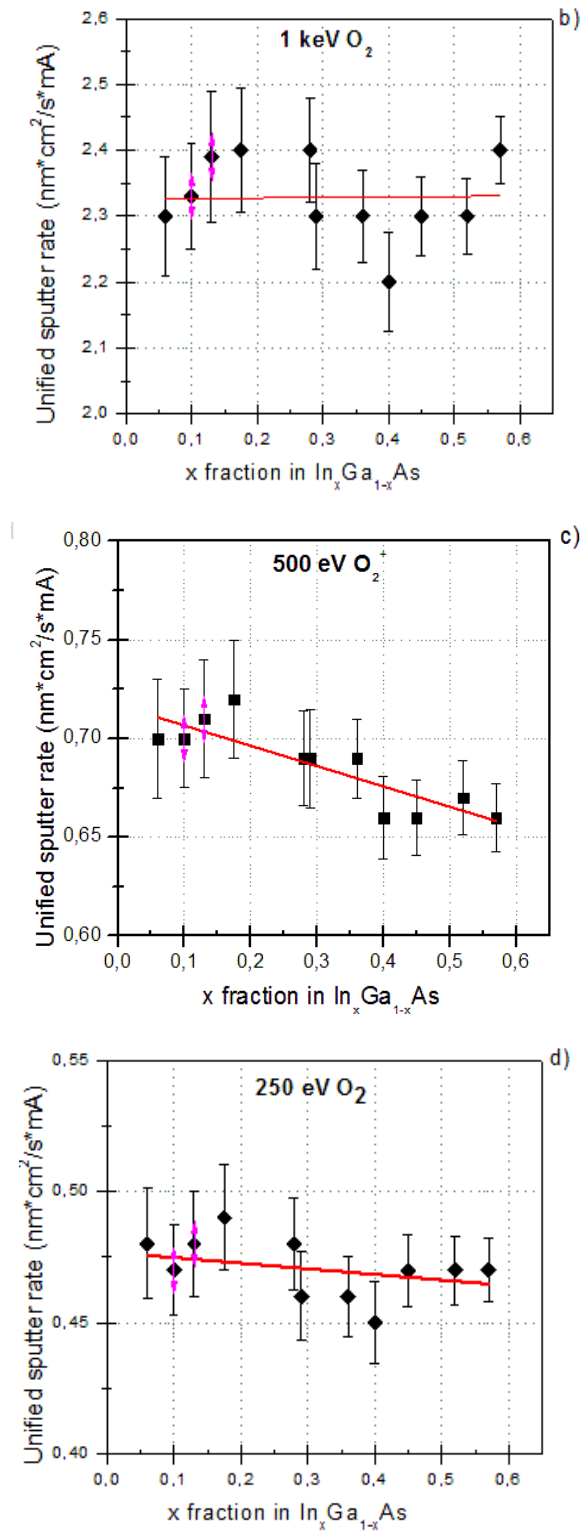 b)
1 keV O₂
Unified sputter rate (nm*cm²/s*mA)
2,6
2,5
2,4
2,3
2,2
2,1
2,0
0,0 0,1 0,2 0,3 0,4 0,5 0,6
x fraction in InₓGa₁₋ₓAs
c)
500 eV O₂⁺
Unified sputter rate (nm*cm²/s*mA)
0,80
0,75
0,70
0,65
0,60
0,0 0,1 0,2 0,3 0,4 0,5 0,6
x fraction in InₓGa₁₋ₓAs
d)
250 eV O₂
Unified sputter rate (nm*cm²/s*mA)
0,55
0,50
0,45
0,40
0,0 0,1 0,2 0,3 0,4 0,5 0,6
x fraction in InₓGa₁₋ₓAs